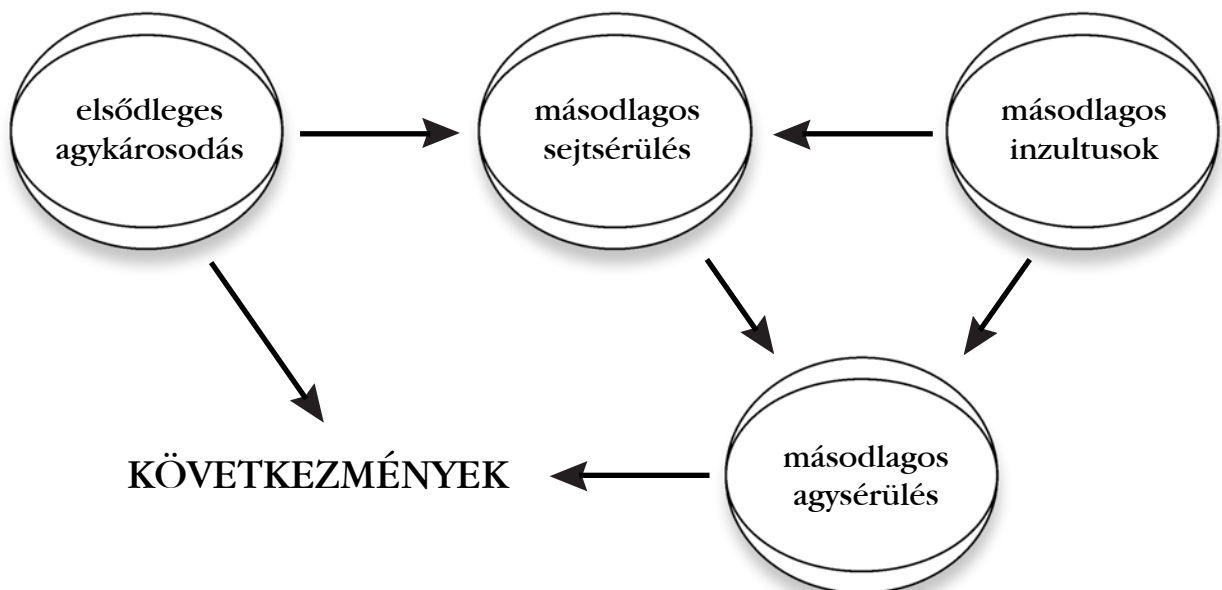 elsődleges
agykárosodás
másodlagos
sejtsérülés
másodlagos
inzultusok
KÖVETKEZMÉNYEK
másodlagos
agysérülés